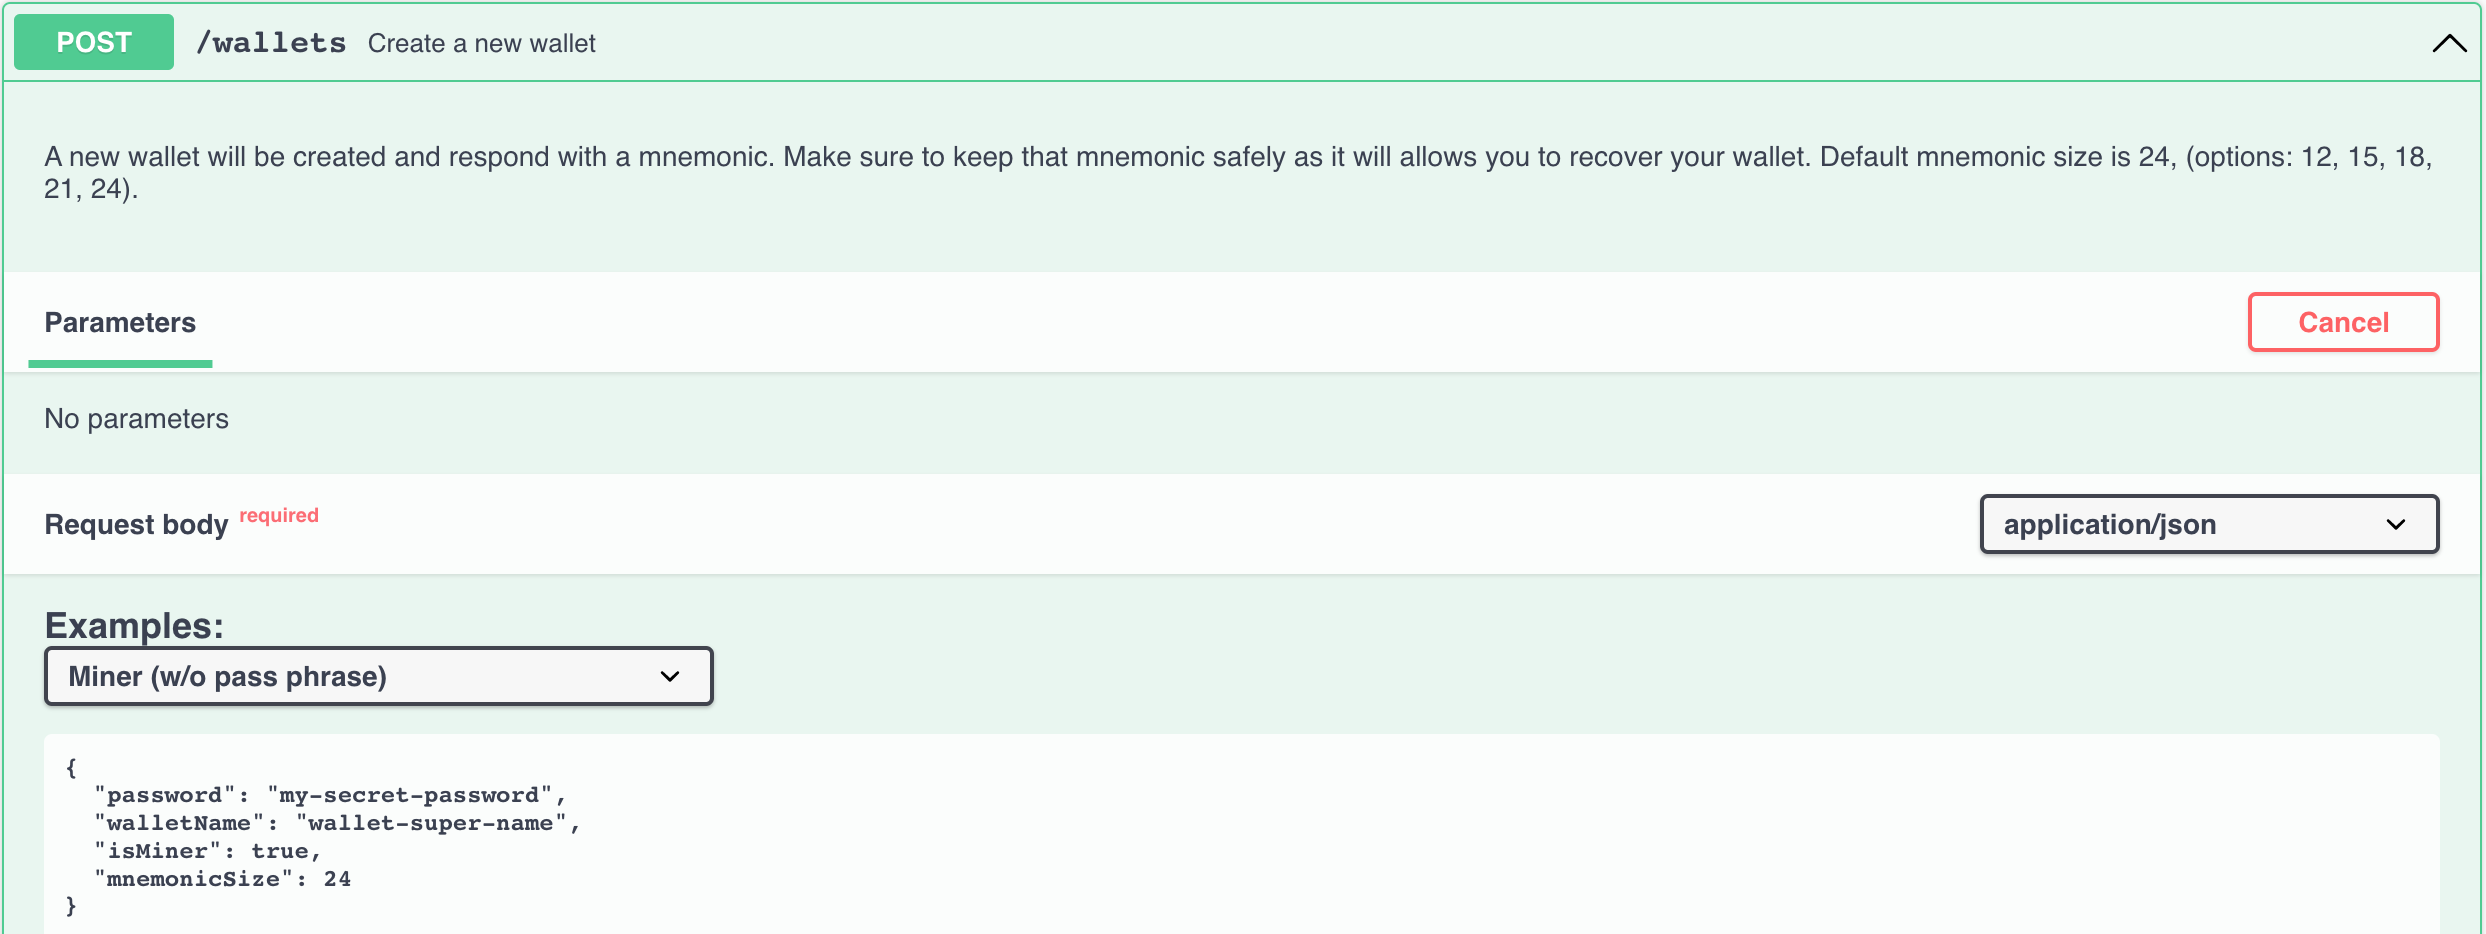 POST /wallets Create a new wallet
A new wallet will be created and respond with a mnemonic. Make sure to keep that mnemonic safely as it will allows you to recover your wallet. Default mnemonic size is 24, (options: 12, 15, 18,
21, 24).
Parameters Cancel
No parameters
Request body required application/json
Examples:
Miner (w/o pass phrase)
{
  "password": "my-secret-password",
  "walletName": "wallet-super-name",
  "isMiner": true,
  "mnemonicSize": 24
}